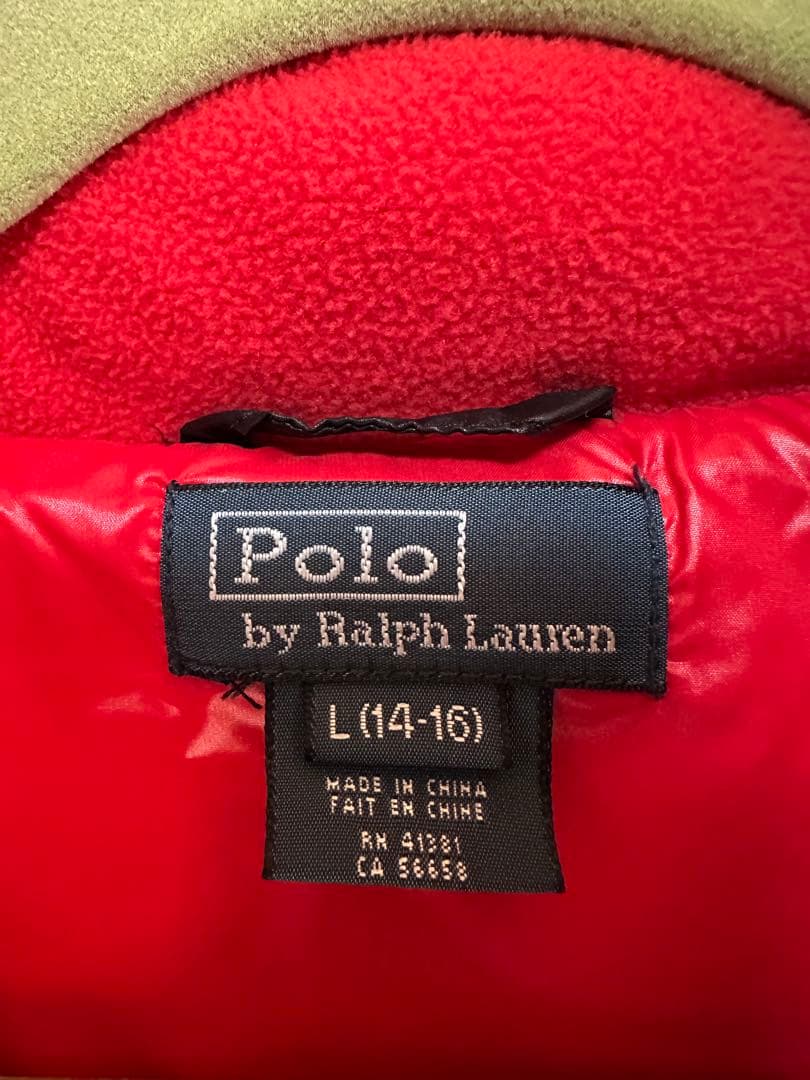 Polo
by Ralph Lauren
L (14-16)
MADE IN CHINA
FAIT EN CHINE
RN 41381
CA 56658